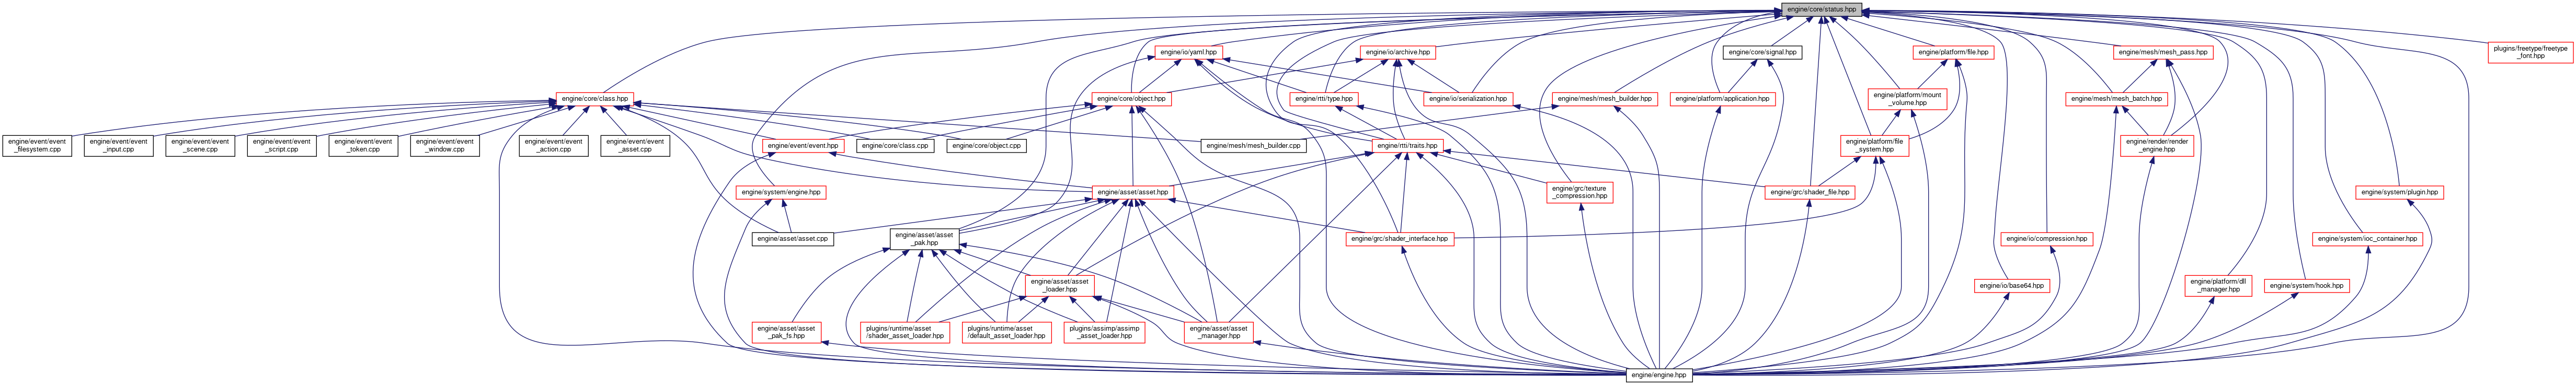 engine/core/status.hpp
engine/io/yaml.hpp
engine/io/archive.hpp
engine/core/signal.hpp
engine/platform/file.hpp
engine/mesh/mesh_pass.hpp
plugins/freetype/freetype
_font.hpp
engine/core/class.hpp
engine/core/object.hpp
engine/rtti/type.hpp
engine/io/serialization.hpp
engine/mesh/mesh_builder.hpp
engine/platform/application.hpp
engine/platform/mount
_volume.hpp
engine/mesh/mesh_batch.hpp
engine/event/event
_filesystem.cpp
engine/event/event
_input.cpp
engine/event/event
_scene.cpp
engine/event/event
_script.cpp
engine/event/event
_token.cpp
engine/event/event
_window.cpp
engine/event/event
_action.cpp
engine/event/event
_asset.cpp
engine/event/event.hpp
engine/core/class.cpp
engine/core/object.cpp
engine/mesh/mesh_builder.cpp
engine/rtti/traits.hpp
engine/platform/file
_system.hpp
engine/render/render
_engine.hpp
engine/system/engine.hpp
engine/asset/asset.hpp
engine/grc/texture
_compression.hpp
engine/grc/shader_file.hpp
engine/system/plugin.hpp
engine/asset/asset.cpp
engine/asset/asset
_pak.hpp
engine/grc/shader_interface.hpp
engine/io/compression.hpp
engine/system/ioc_container.hpp
engine/asset/asset
_loader.hpp
engine/io/base64.hpp
engine/platform/dll
_manager.hpp
engine/system/hook.hpp
engine/asset/asset
_pak_fs.hpp
plugins/runtime/asset
/shader_asset_loader.hpp
plugins/runtime/asset
/default_asset_loader.hpp
plugins/assimp/assimp
_asset_loader.hpp
engine/asset/asset
_manager.hpp
engine/engine.hpp